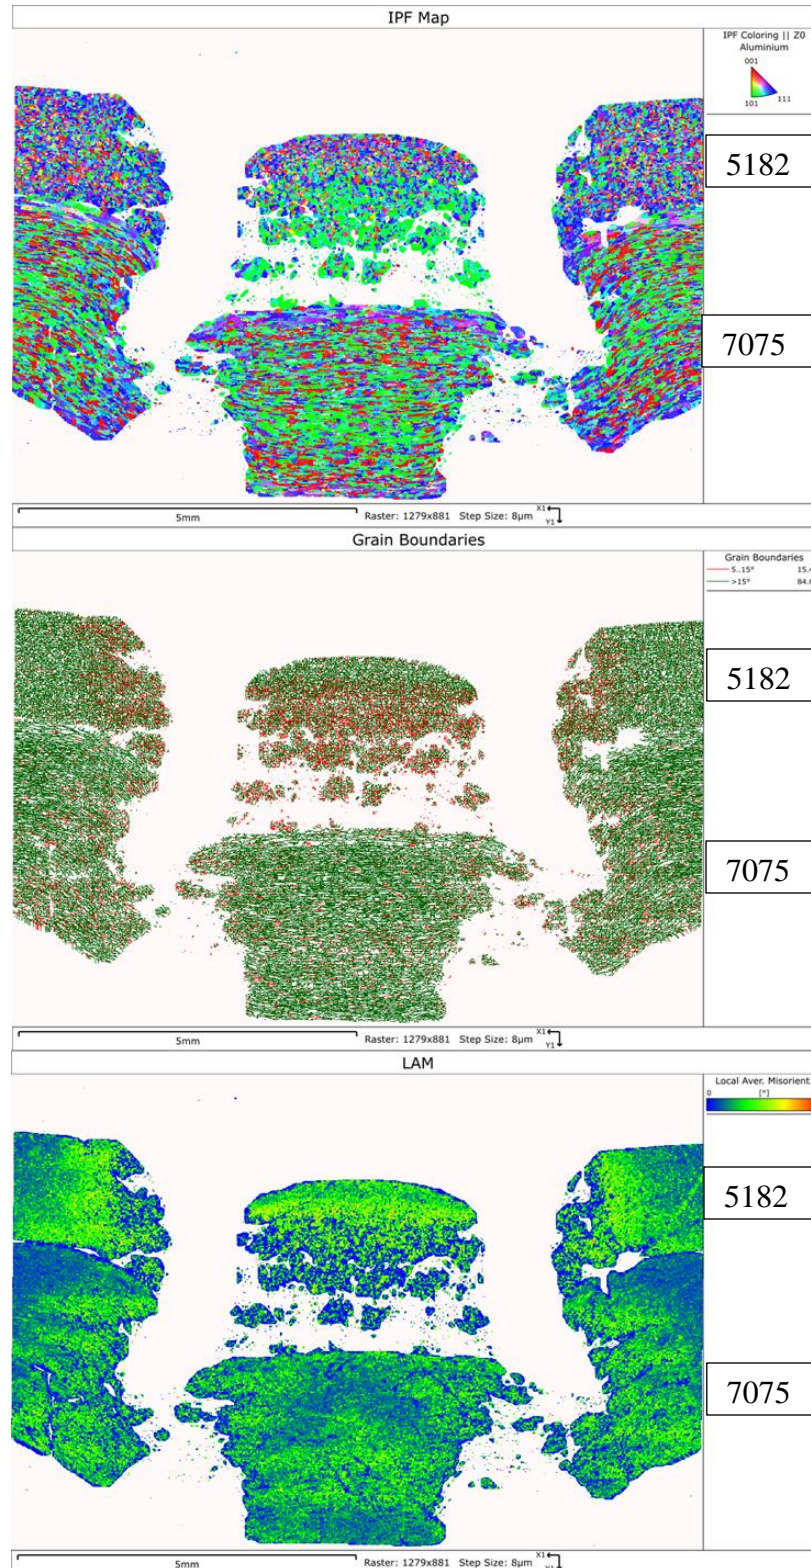 IPF Map
IPF Coloring || Z0
Aluminium
001
101
111
5182
7075
5mm
Raster: 1279x881 Step Size: 8µm
X1
Y1
Grain Boundaries
Grain Boundaries
5..15°
>15°
5182
7075
5mm
Raster: 1279x881 Step Size: 8µm
X1
Y1
LAM
Local Aver. Misorient.
0
[°]
5182
7075
5mm
Raster: 1279x881 Step Size: 8µm
X1
Y1